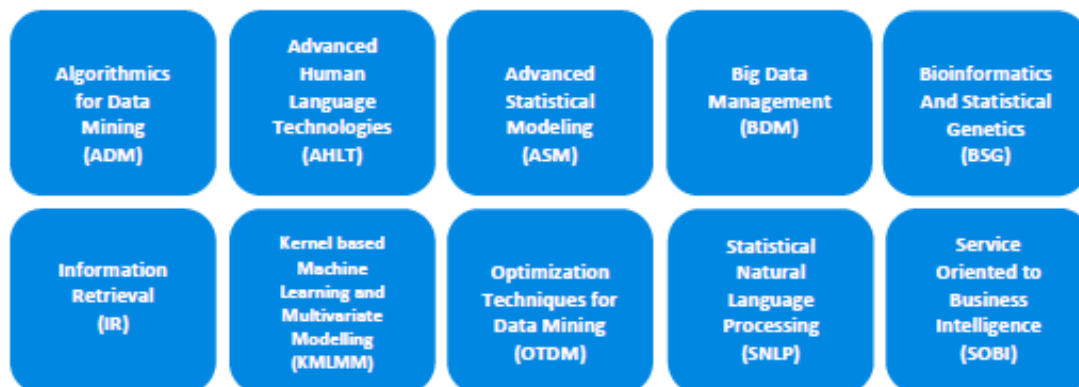 Algorithmics
for Data
Mining
(ADM)
Advanced
Human
Language
Technologies
(AHLT)
Advanced
Statistical
Modeling
(ASM)
Big Data
Management
(BDM)
Bioinformatics
And Statistical
Genetics
(BSG)
Information
Retrieval
(IR)
Kernel based
Machine
Learning and
Multivariate
Modelling
(KMLMM)
Optimization
Techniques for
Data Mining
(OTDM)
Statistical
Natural
Language
Processing
(SNLP)
Service
Oriented to
Business
Intelligence
(SOBI)